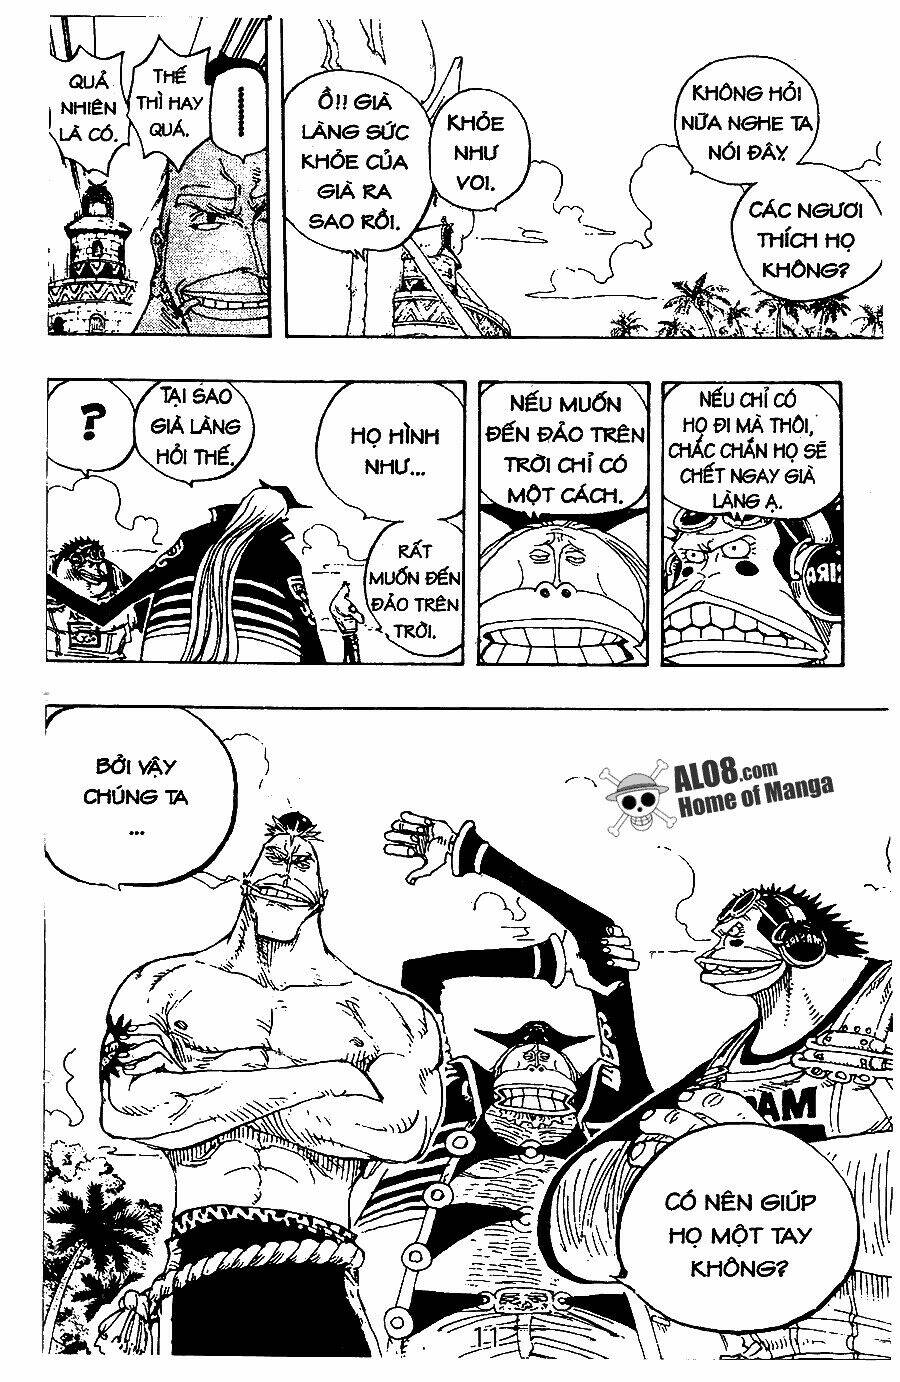 KHÔNG HỎI
NỮA NGHE TA
NÓI ĐÂY.
CÁC NGƯƠI
THÍCH HỌ
KHÔNG?
KHỎE
NHƯ
VOI.
Ồ!! GIÀ
LÀNG SỨC
KHỎE CỦA
GIÀ RA
SAO RỒI.
THẾ
THÌ HAY
QUÁ.
QUẢ
NHIÊN
LÀ CÓ.
NẾU CHỈ CÓ
HỌ ĐI MÀ THÔI,
CHẮC CHẮN HỌ SẼ
CHẾT NGAY GIÀ
LÀNG Ạ.
NẾU MUỐN
ĐẾN ĐẢO TRÊN
TRỜI CHỈ CÓ
MỘT CÁCH.
HỌ HÌNH
NHƯ...
RẤT
MUỐN ĐẾN
ĐẢO TRÊN
TRỜI.
TẠI SAO
GIÀ LÀNG
HỎI THẾ.
?
BỞI VẬY
CHÚNG TA
...
ALO8.com
Home of Manga
MA
CÓ NÊN GIÚP
HỌ MỘT TAY
KHÔNG?
11